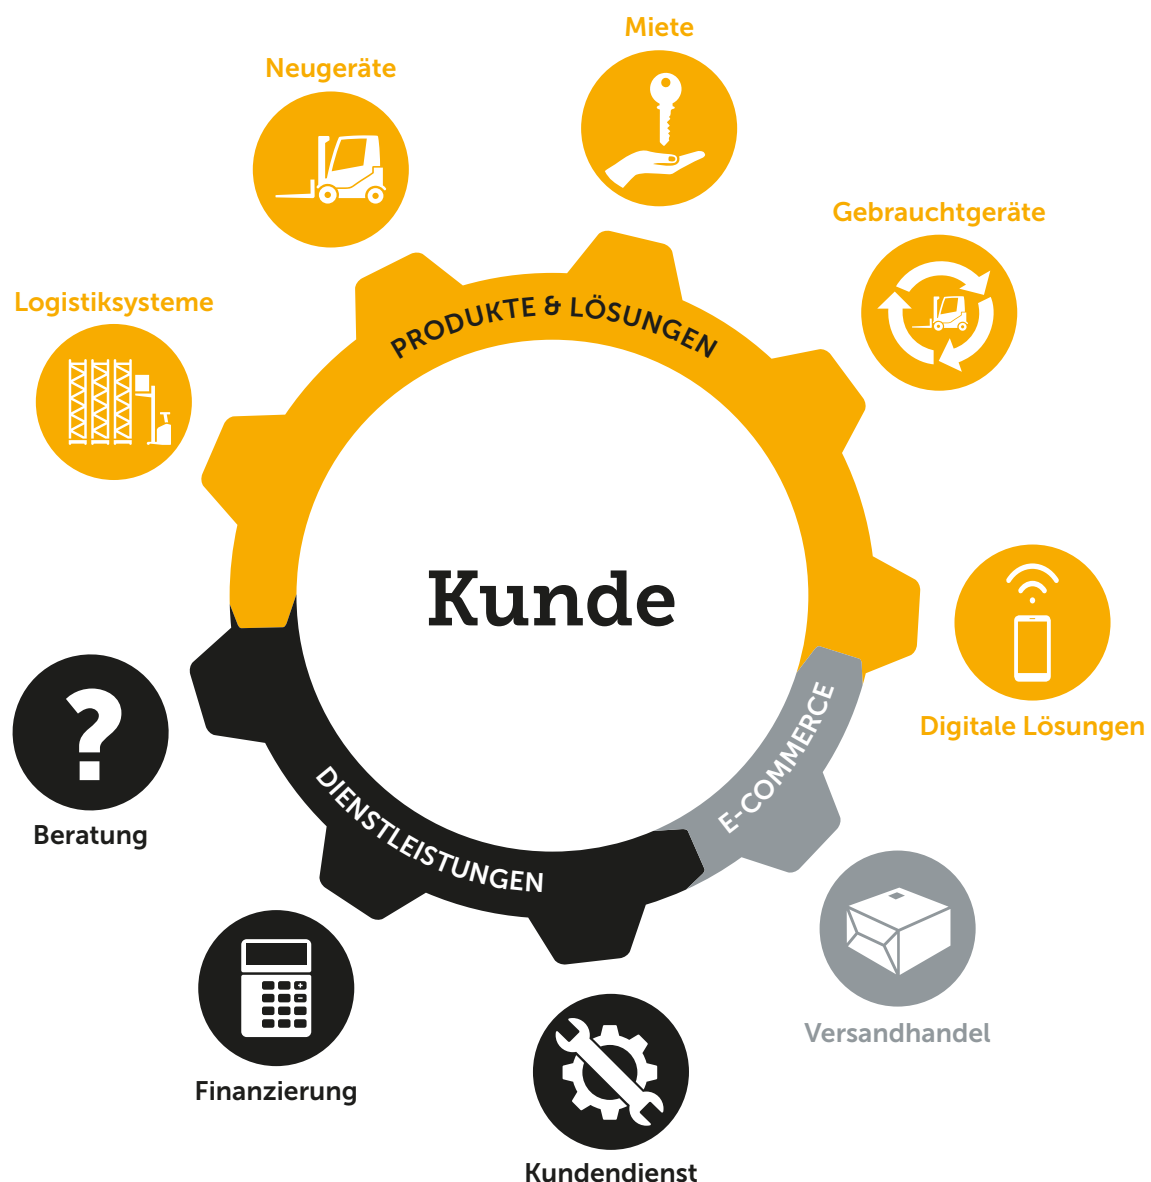 Miete
Neugeräte
Gebrauchtgeräte
Logistiksysteme
PRODUKTE & LÖSUNGEN
Kunde
Digitale Lösungen
E-COMMERCE
DIENSTLEISTUNGEN
Beratung
Versandhandel
Finanzierung
Kundendienst